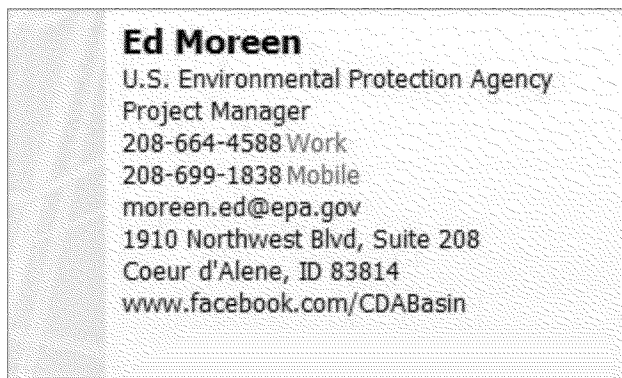 Ed Moreen
U.S. Environmental Protection Agency
Project Manager
208-664-4588 Work
208-699-1838 Mobile
moreen.ed@epa.gov
1910 Northwest Blvd, Suite 208
Coeur d'Alene, ID 83814
www.facebook.com/CDABasin